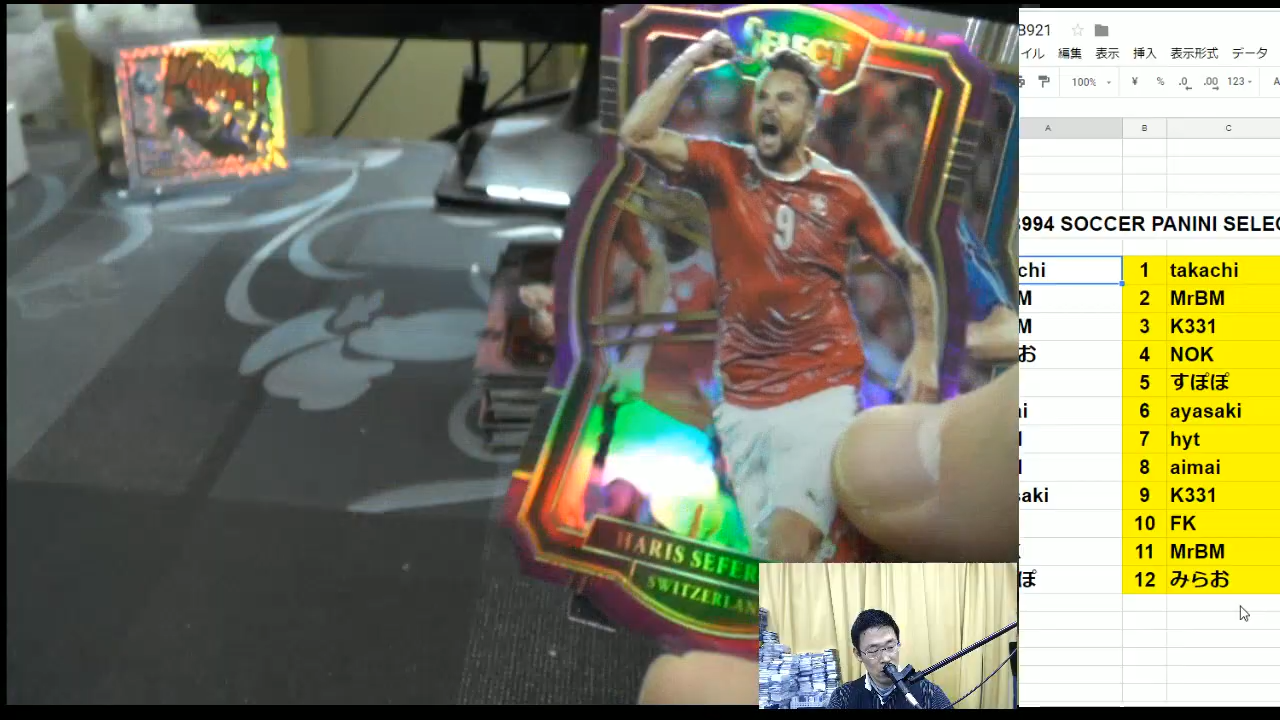 SELECT
9
HARIS SEFER
SWITZERLAN
B921
イル 編集 表示 挿入 表示形式 データ
100% ¥ % .0 .00 123
A B C
994 SOCCER PANINI SELEC
chi 1 takachi
M 2 MrBM
M 3 K331
お 4 NOK
5 すぽぽ
i 6 ayasaki
7 hyt
8 aimai
saki 9 K331
10 FK
11 MrBM
ぽ 12 みらお